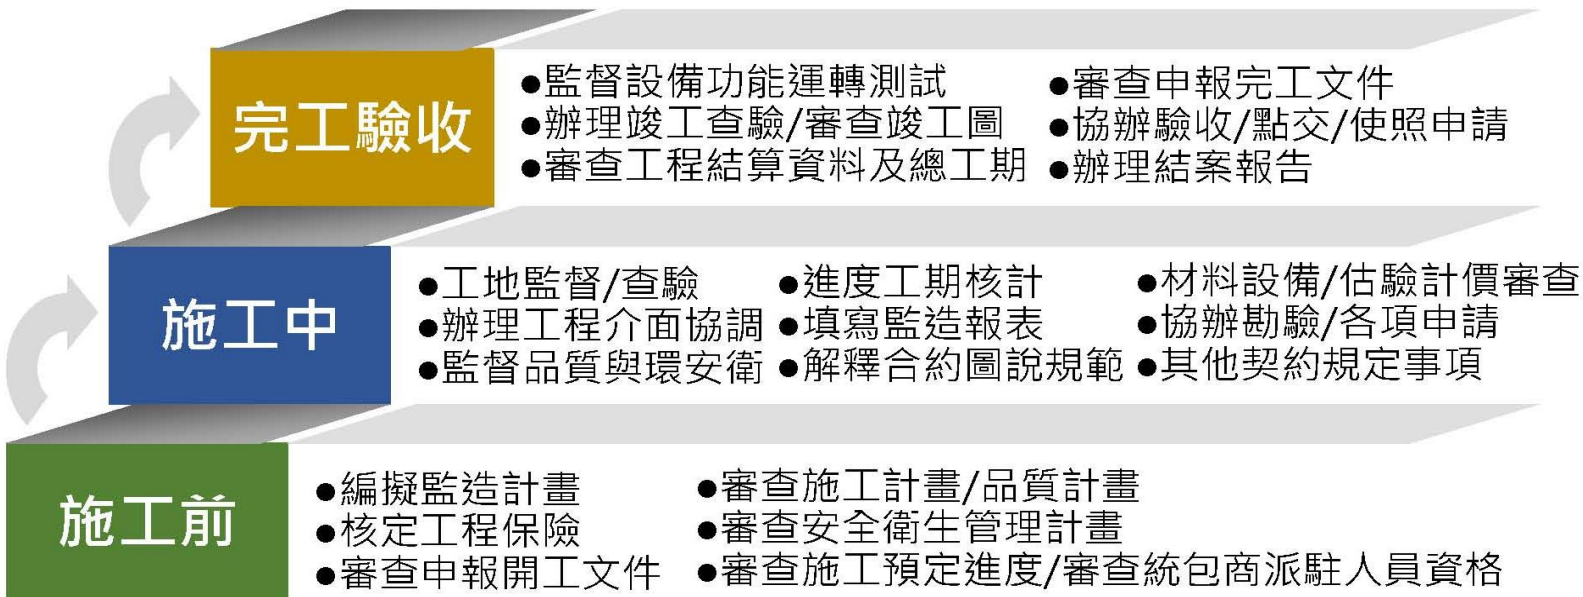 完工驗收
●監督設備功能運轉測試
●辦理竣工查驗/審查竣工圖
●審查工程結算資料及總工期
●審查申報完工文件
●協辦驗收/點交/使照申請
●辦理結案報告
施工中
●工地監督/查驗
●辦理工程介面協調
●監督品質與環安衛
●進度工期核計
●填寫監造報表
●解釋合約圖說規範
●材料設備/估驗計價審查
●協辦勘驗/各項申請
●其他契約規定事項
施工前
●編擬監造計畫
●核定工程保險
●審查申報開工文件
●審查施工計畫/品質計畫
●審查安全衛生管理計畫
●審查施工預定進度/審查統包商派駐人員資格